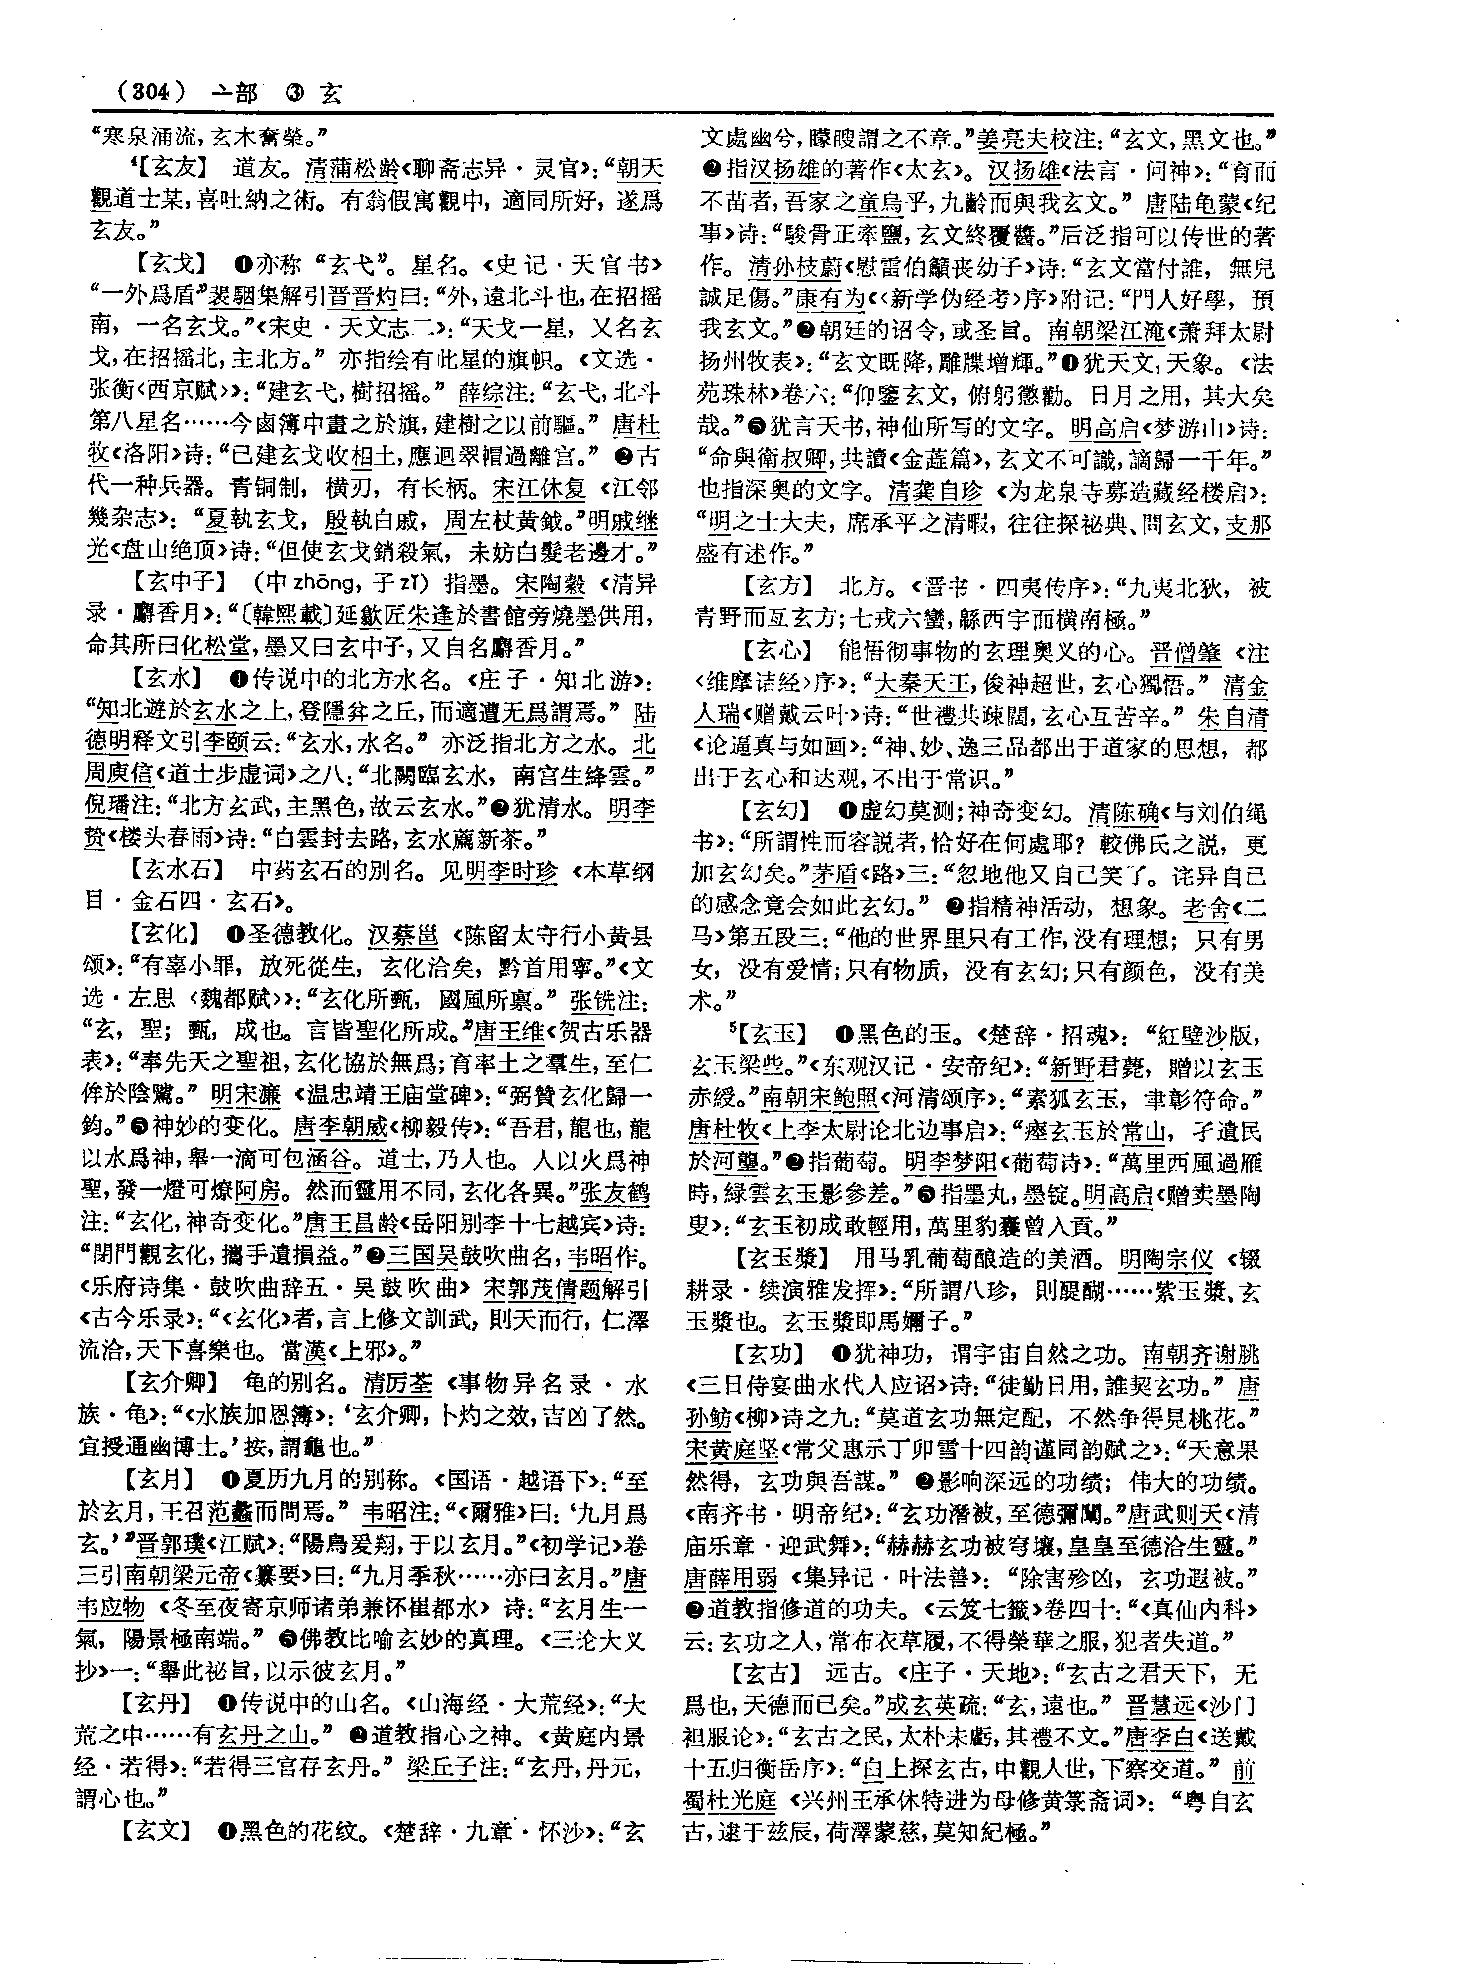 （304） 亠部 ③ 玄
“寒泉涌流，玄木奮榮。”
⁴【玄友】 道友。清蒲松龄《聊斋志异·灵官》：“朝天
觀道士某，喜吐納之術。有翁假寓觀中，適同所好，遂爲
玄友。”
【玄戈】 ❶亦称“玄弋”。星名。《史记·天官书》
“一外爲盾”裴駰集解引晋晋灼曰：“外，遠北斗也，在招摇
南，一名玄戈。”《宋史·天文志二》：“天戈一星，又名玄
戈，在招摇北，主北方。”亦指绘有此星的旗帜。《文选·
张衡〈西京赋〉》：“建玄弋，樹招摇。”薛综注：“玄弋，北斗
第八星名……今鹵簿中畫之於旗，建樹之以前驅。”唐杜
牧《洛阳》诗：“已建玄戈收相土，應迴翠帽過離宫。”❷古
代一种兵器。青铜制，横刃，有长柄。宋江休复《江邻
幾杂志》：“夏執玄戈，殷執白戚，周左杖黄鉞。”明戚继
光《盘山绝顶》诗：“但使玄戈銷殺氣，未妨白髮老邊才。”
【玄中子】 （中 zhōng，子 zǐ）指墨。宋陶穀《清异
录·麝香月》：“〔韓熙載〕延歙匠朱逢於書館旁燒墨供用，
命其所曰化松堂，墨又曰玄中子，又自名麝香月。”
【玄水】 ❶传说中的北方水名。《庄子·知北游》：
“知北遊於玄水之上，登隱弅之丘，而適遭无爲謂焉。”陆
德明释文引李颐云：“玄水，水名。”亦泛指北方之水。北
周庾信《道士步虚词》之八：“北闕臨玄水，南宫生絳雲。”
倪璠注：“北方玄武，主黑色，故云玄水。”❷犹清水。明李
贽《楼头春雨》诗：“白雲封去路，玄水薦新茶。”
【玄水石】 中药玄石的别名。见明李时珍《本草纲
目·金石四·玄石》。
【玄化】 ❶圣德教化。汉蔡邕《陈留太守行小黄县
颂》：“有辜小罪，放死從生，玄化洽矣，黔首用寧。”《文
选·左思〈魏都赋〉》：“玄化所甄，國風所禀。”张铣注：
“玄，聖；甄，成也。言皆聖化所成。”唐王维《贺古乐器
表》：“奉先天之聖祖，玄化協於無爲；育率土之羣生，至仁
侔於陰騭。”明宋濂《温忠靖王庙堂碑》：“弼贊玄化歸一
鈞。”❷神妙的变化。唐李朝威《柳毅传》：“吾君，龍也，龍
以水爲神，舉一滴可包涵谷。道士，乃人也。人以火爲神
聖，發一燈可燎阿房。然而靈用不同，玄化各異。”张友鹤
注：“玄化，神奇变化。”唐王昌龄《岳阳别李十七越宾》诗：
“閉門觀玄化，攜手遺損益。”❸三国吴鼓吹曲名，韦昭作。
《乐府诗集·鼓吹曲辞五·吴鼓吹曲》宋郭茂倩题解引
《古今乐录》：“《玄化》者，言上修文訓武，則天而行，仁澤
流洽，天下喜樂也。當漢《上邪》。”
【玄介卿】 龟的别名。清厉荃《事物异名录·水
族·龟》：“《水族加恩簿》：‘玄介卿，卜灼之效，吉凶了然。
宜授通幽博士。’按，謂龜也。”
【玄月】 ❶夏历九月的别称。《国语·越语下》：“至
於玄月，王召范蠡而問焉。”韦昭注：“《爾雅》曰：‘九月爲
玄。’”晋郭璞《江赋》：“陽鳥爰翔，于以玄月。”《初学记》卷
三引南朝梁元帝《纂要》曰：“九月季秋……亦曰玄月。”唐
韦应物《冬至夜寄京师诸弟兼怀崔都水》诗：“玄月生一
氣，陽景極南端。”❷佛教比喻玄妙的真理。《三论大义
抄》一：“舉此祕旨，以示彼玄月。”
【玄丹】 ❶传说中的山名。《山海经·大荒经》：“大
荒之中……有玄丹之山。”❷道教指心之神。《黄庭内景
经·若得》：“若得三宫存玄丹。”梁丘子注：“玄丹，丹元，
謂心也。”
【玄文】 ❶黑色的花纹。《楚辞·九章·怀沙》：“玄
文處幽兮，矇瞍謂之不章。”姜亮夫校注：“玄文，黑文也。”
❷指汉扬雄的著作《太玄》。汉扬雄《法言·问神》：“育而
不苗者，吾家之童烏乎，九齡而與我玄文。”唐陆龟蒙《纪
事》诗：“駿骨正牽鹽，玄文終覆醬。”后泛指可以传世的著
作。清孙枝蔚《慰雷伯籲丧幼子》诗：“玄文當付誰，無兒
誠足傷。”康有为《〈新学伪经考〉序》附记：“門人好學，預
我玄文。”❸朝廷的诏令，或圣旨。南朝梁江淹《萧拜太尉
扬州牧表》：“玄文既降，雕牒增輝。”❹犹天文，天象。《法
苑珠林》卷六：“仰鑒玄文，俯躬懲勸。日月之用，其大矣
哉。”❺犹言天书，神仙所写的文字。明高启《梦游山》诗：
“命與衛叔卿，共讀《金蕋篇》，玄文不可識，謫歸一千年。”
也指深奥的文字。清龚自珍《为龙泉寺募造藏经楼启》：
“明之士大夫，席承平之清暇，往往探祕典、問玄文，支那
盛有述作。”
【玄方】 北方。《晋书·四夷传序》：“九夷北狄，被
青野而亙玄方；七戎六蠻，緜西宇而横南極。”
【玄心】 能悟彻事物的玄理奥义的心。晋僧肇《注
〈维摩诘经〉序》：“大秦天王，俊神超世，玄心獨悟。”清金
人瑞《赠戴云叶》诗：“世禮共疎闊，玄心互苦辛。”朱自清
《论逼真与如画》：“神、妙、逸三品都出于道家的思想，都
出于玄心和达观，不出于常识。”
【玄幻】 ❶虚幻莫测；神奇变幻。清陈确《与刘伯绳
书》：“所謂性而容説者，恰好在何處耶？較佛氏之説，更
加玄幻矣。”茅盾《路》三：“忽地他又自己笑了。诧异自己
的感念竟会如此玄幻。”❷指精神活动，想象。老舍《二
马》第五段三：“他的世界里只有工作，没有理想；只有男
女，没有爱情；只有物质，没有玄幻；只有颜色，没有美
术。”
⁵【玄玉】 ❶黑色的玉。《楚辞·招魂》：“紅壁沙版，
玄玉梁些。”《东观汉记·安帝纪》：“新野君薨，贈以玄玉
赤綬。”南朝宋鲍照《河清颂序》：“素狐玄玉，聿彰符命。”
唐杜牧《上李太尉论北边事启》：“瘞玄玉於常山，孑遺民
於河壟。”❷指葡萄。明李梦阳《葡萄诗》：“萬里西風過雁
時，緑雲玄玉影參差。”❸指墨丸，墨锭。明高启《赠卖墨陶
叟》：“玄玉初成敢輕用，萬里豹囊曾入貢。”
【玄玉漿】 用马乳葡萄酿造的美酒。明陶宗仪《辍
耕录·续演雅发挥》：“所謂八珍，則醍醐……紫玉漿、玄
玉漿也。玄玉漿即馬嬭子。”
【玄功】 ❶犹神功，谓宇宙自然之功。南朝齐谢朓
《三日侍宴曲水代人应诏》诗：“徒勤日用，誰契玄功。”唐
孙鲂《柳》诗之九：“莫道玄功無定配，不然争得見桃花。”
宋黄庭坚《常父惠示丁卯雪十四韵谨同韵赋之》：“天意果
然得，玄功與吾謀。”❷影响深远的功绩；伟大的功绩。
《南齐书·明帝纪》：“玄功潛被，至德彌闡。”唐武则天《清
庙乐章·迎武舞》：“赫赫玄功被穹壤，皇皇至德洽生靈。”
唐薛用弱《集异记·叶法善》：“除害殄凶，玄功遐被。”
❸道教指修道的功夫。《云笈七籤》卷四十：“《真仙内科》
云：玄功之人，常布衣草履，不得榮華之服，犯者失道。”
【玄古】 远古。《庄子·天地》：“玄古之君天下，无
爲也，天德而已矣。”成玄英疏：“玄，遠也。”晋慧远《沙门
袒服论》：“玄古之民，太朴未虧，其禮不文。”唐李白《送戴
十五归衡岳序》：“白上探玄古，中觀人世，下察交道。”前
蜀杜光庭《兴州王承休特进为母修黄箓斋词》：“粤自玄
古，逮于兹辰，荷澤蒙慈，莫知紀極。”